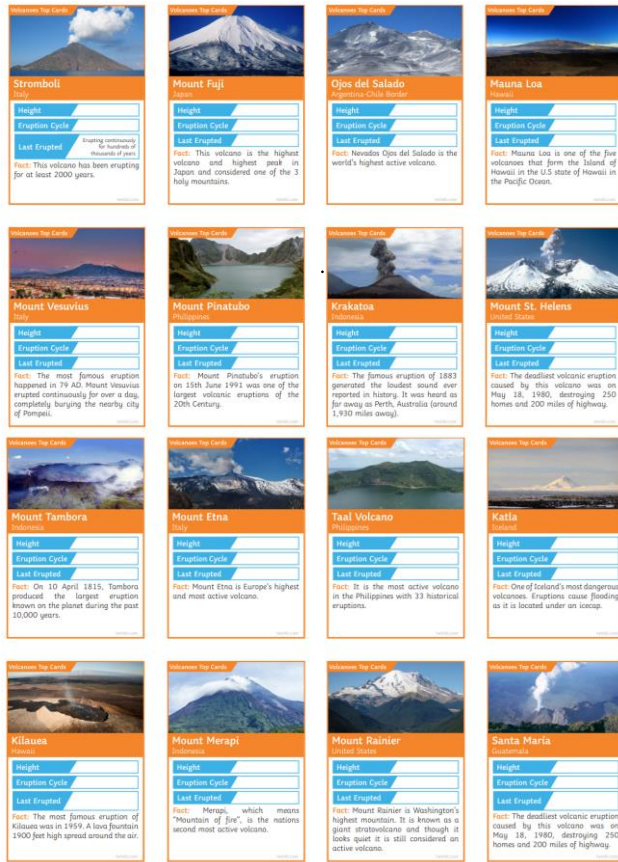 Volcanoes Top Cards
Stromboli
Italy
Height
Eruption Cycle
Last Erupted
Erupting continuously
for hundreds of
thousands of years
Fact: This volcano has been erupting
for at least 2000 years.
Volcanoes Top Cards
Mount Fuji
Japan
Height
Eruption Cycle
Last Erupted
Fact: This volcano is the highest
volcano and highest peak in
Japan and considered one of the 3
holy mountains.
Volcanoes Top Cards
Ojos del Salado
Argentina-Chile Border
Height
Eruption Cycle
Last Erupted
Fact: Nevados Ojos del Salado is the
world's highest active volcano.
Volcanoes Top Cards
Mauna Loa
Hawaii
Height
Eruption Cycle
Last Erupted
Fact: Mauna Loa is one of the five
volcanoes that form the Island of
Hawaii in the U.S state of Hawaii in
the Pacific Ocean.
Volcanoes Top Cards
Mount Vesuvius
Italy
Height
Eruption Cycle
Last Erupted
Fact: The most famous eruption
happened in 79 AD. Mount Vesuvius
erupted continuously for over a day,
completely burying the nearby city
of Pompeii.
Volcanoes Top Cards
Mount Pinatubo
Philippines
Height
Eruption Cycle
Last Erupted
Fact: Mount Pinatubo's eruption
on 15th June 1991 was one of the
largest volcanic eruptions of the
20th Century.
Volcanoes Top Cards
Krakatoa
Indonesia
Height
Eruption Cycle
Last Erupted
Fact: The famous eruption of 1883
generated the loudest sound ever
reported in history. It was heard as
far away as Perth, Australia (around
1,930 miles away).
Volcanoes Top Cards
Mount St. Helens
United States
Height
Eruption Cycle
Last Erupted
Fact: The deadliest volcanic eruption
caused by this volcano was on
May 18, 1980, destroying 250
homes and 200 miles of highway.
Volcanoes Top Cards
Mount Tambora
Indonesia
Height
Eruption Cycle
Last Erupted
Fact: On 10 April 1815, Tambora
produced the largest eruption
known on the planet during the past
10,000 years.
Volcanoes Top Cards
Mount Etna
Italy
Height
Eruption Cycle
Last Erupted
Fact: Mount Etna is Europe's highest
and most active volcano.
Volcanoes Top Cards
Taal Volcano
Philippines
Height
Eruption Cycle
Last Erupted
Fact: It is the most active volcano
in the Philippines with 33 historical
eruptions.
Volcanoes Top Cards
Katla
Iceland
Height
Eruption Cycle
Last Erupted
Fact: One of Iceland's most dangerous
volcanoes. Eruptions cause flooding
as it is located under an icecap.
Volcanoes Top Cards
Kilauea
Hawaii
Height
Eruption Cycle
Last Erupted
Fact: The most famous eruption of
Kilauea was in 1959. A lava fountain
1900 feet high spread around the air.
Volcanoes Top Cards
Mount Merapi
Indonesia
Height
Eruption Cycle
Last Erupted
Fact: Merapi, which means
"Mountain of fire", is the nations
second most active volcano.
Volcanoes Top Cards
Mount Rainier
United States
Height
Eruption Cycle
Last Erupted
Fact: Mount Rainier is Washington's
highest mountain. It is known as a
giant stratovolcano and though it
looks quiet it is still considered an
active volcano.
Volcanoes Top Cards
Santa María
Guatemala
Height
Eruption Cycle
Last Erupted
Fact: The deadliest volcanic eruption
caused by this volcano was on
May 18, 1980, destroying 250
homes and 200 miles of highway.